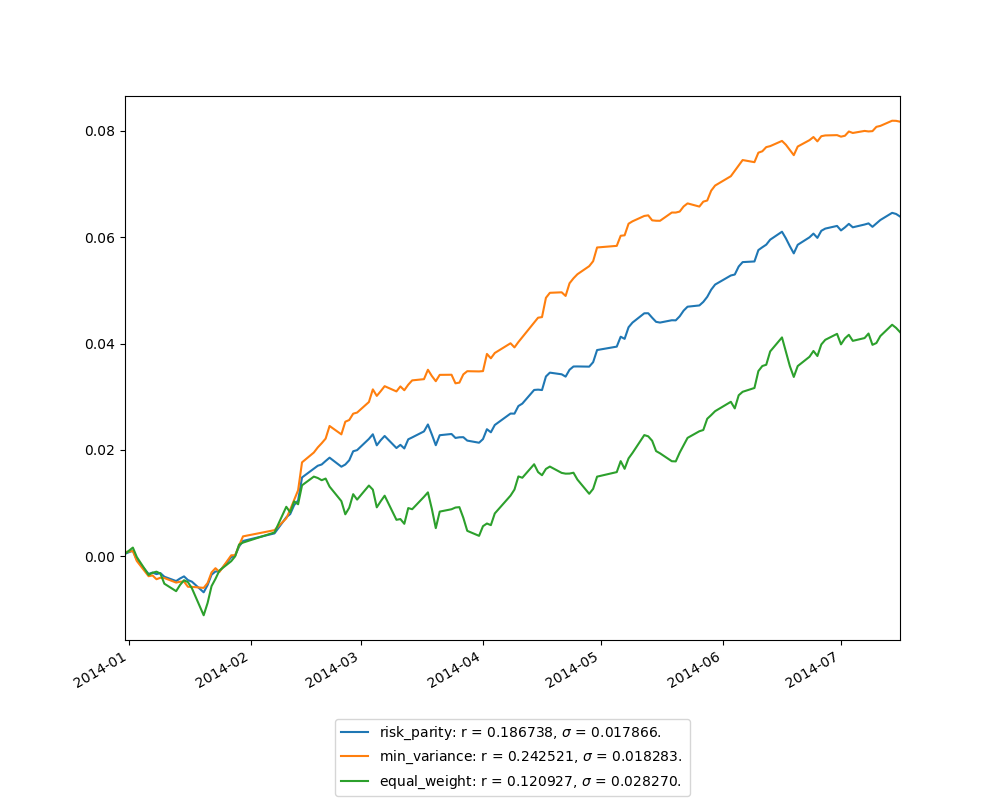 0.08
0.06
0.04
0.02
0.00
2014-01 2014-02 2014-03 2014-04 2014-05 2014-06 2014-07
risk_parity: r = 0.186738, σ = 0.017866.
min_variance: r = 0.242521, σ = 0.018283.
equal_weight: r = 0.120927, σ = 0.028270.